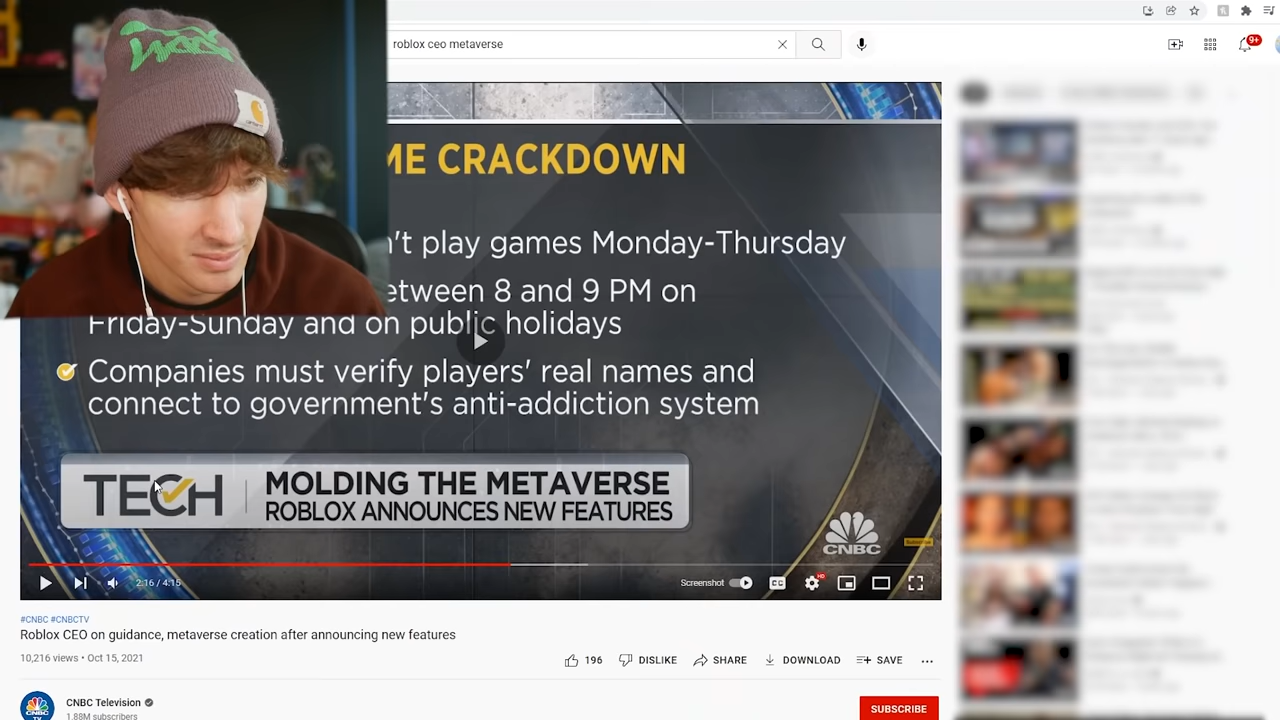 roblox ceo metaverse
9+
ME CRACKDOWN
n't play games Monday-Thursday
etween 8 and 9 PM on
Friday-Sunday and on public holidays
Companies must verify players' real names and
connect to government's anti-addiction system
TECH
MOLDING THE METAVERSE
ROBLOX ANNOUNCES NEW FEATURES
CNBC
2:16 / 4:15
Screenshot
CC
HD
#CNBC #CNBCTV
Roblox CEO on guidance, metaverse creation after announcing new features
10,216 views • Oct 15, 2021
196
DISLIKE
SHARE
DOWNLOAD
SAVE
CNBC Television
1.88M subscribers
SUBSCRIBE